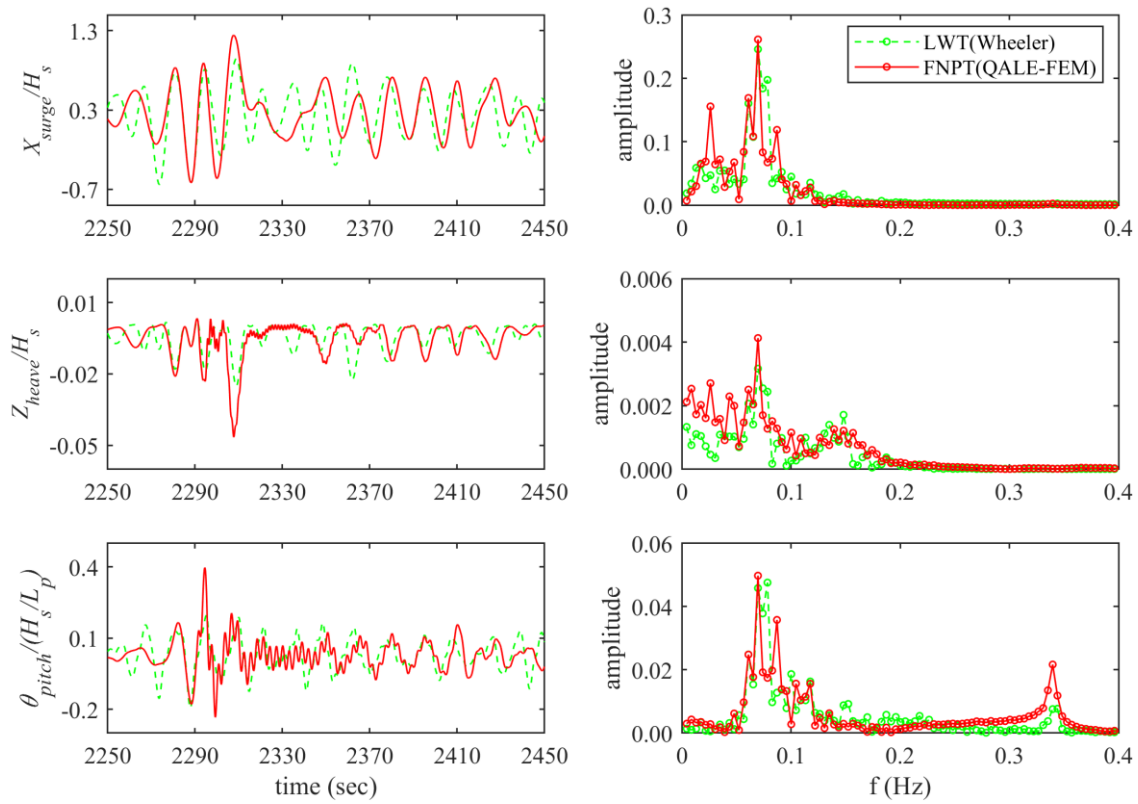 1.3
0.3
-0.7
X_surge/H_s
2250 2290 2330 2370 2410 2450
0.3
0.2
0.1
0.0
amplitude
LWT(Wheeler)
FNPT(QALE-FEM)
0 0.1 0.2 0.3 0.4
0.01
-0.02
-0.05
Z_heave/H_s
2250 2290 2330 2370 2410 2450
0.006
0.004
0.002
0.000
amplitude
0 0.1 0.2 0.3 0.4
0.4
0.1
-0.2
θ_pitch/(H_s/L_p)
2250 2290 2330 2370 2410 2450
time (sec)
0.06
0.04
0.02
0.00
amplitude
0 0.1 0.2 0.3 0.4
f (Hz)